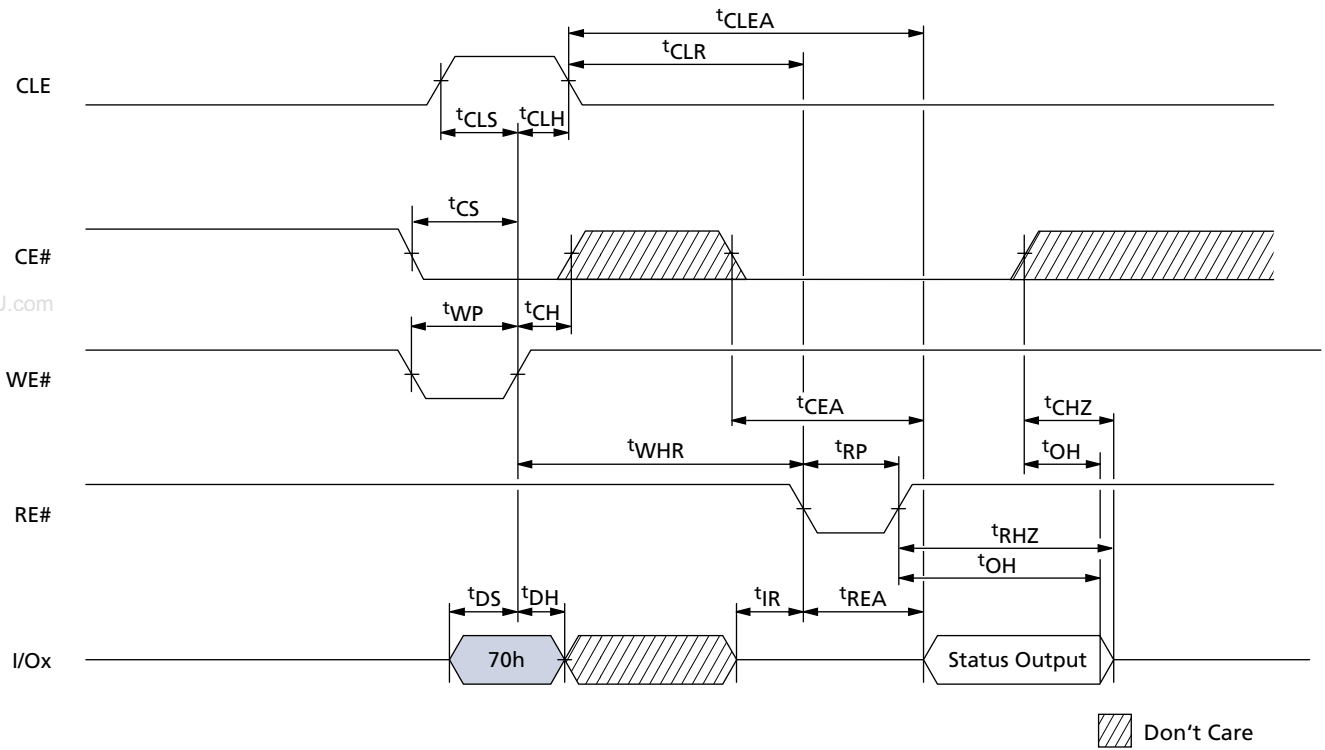 tCLEA
tCLR
CLE
tCLS tCLH
tCS
CE#
J.com
tWP tCH
WE#
tCEA tCHZ
tWHR tRP tOH
RE#
tRHZ
tOH
tDS tDH tIR tREA
I/Ox 70h Status Output
Don't Care